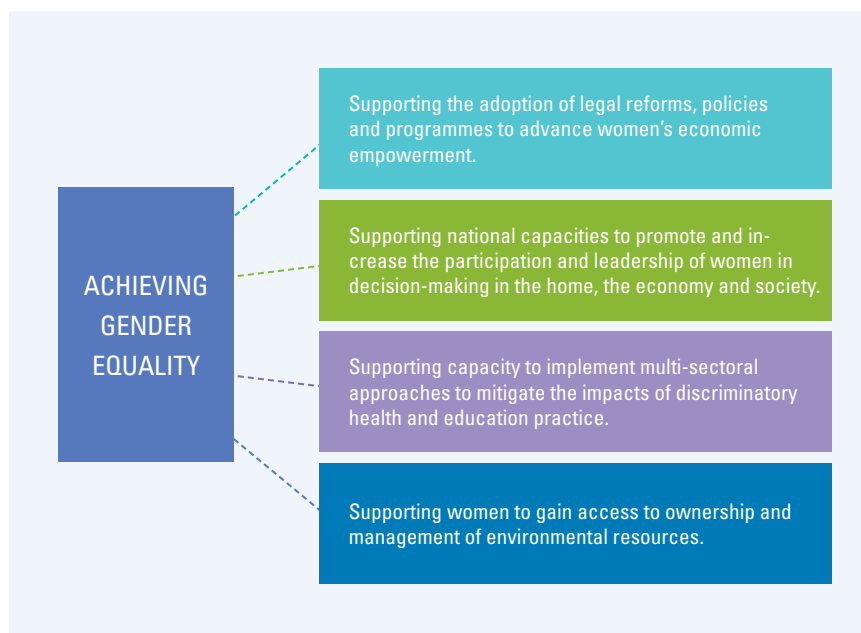 ACHIEVING
GENDER
EQUALITY
Supporting the adoption of legal reforms, policies
and programmes to advance women’s economic
empowerment.
Supporting national capacities to promote and in-
crease the participation and leadership of women in
decision-making in the home, the economy and society.
Supporting capacity to implement multi-sectoral
approaches to mitigate the impacts of discriminatory
health and education practice.
Supporting women to gain access to ownership and
management of environmental resources.